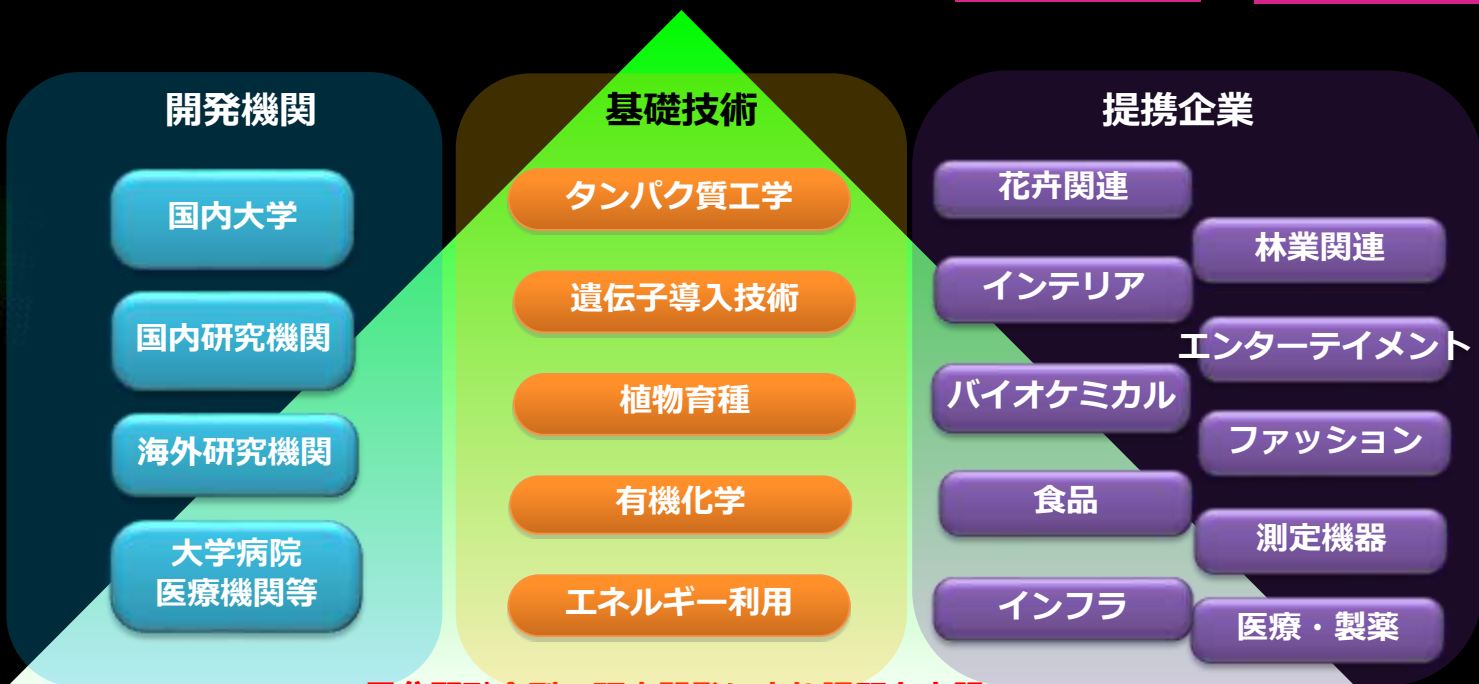 開発機関
国内大学
国内研究機関
海外研究機関
大学病院
医療機関等
基礎技術
タンパク質工学
遺伝子導入技術
植物育種
有機化学
エネルギー利用
提携企業
花卉関連
林業関連
インテリア
エンターテイメント
バイオケミカル
ファッション
食品
測定機器
インフラ
医療・製薬